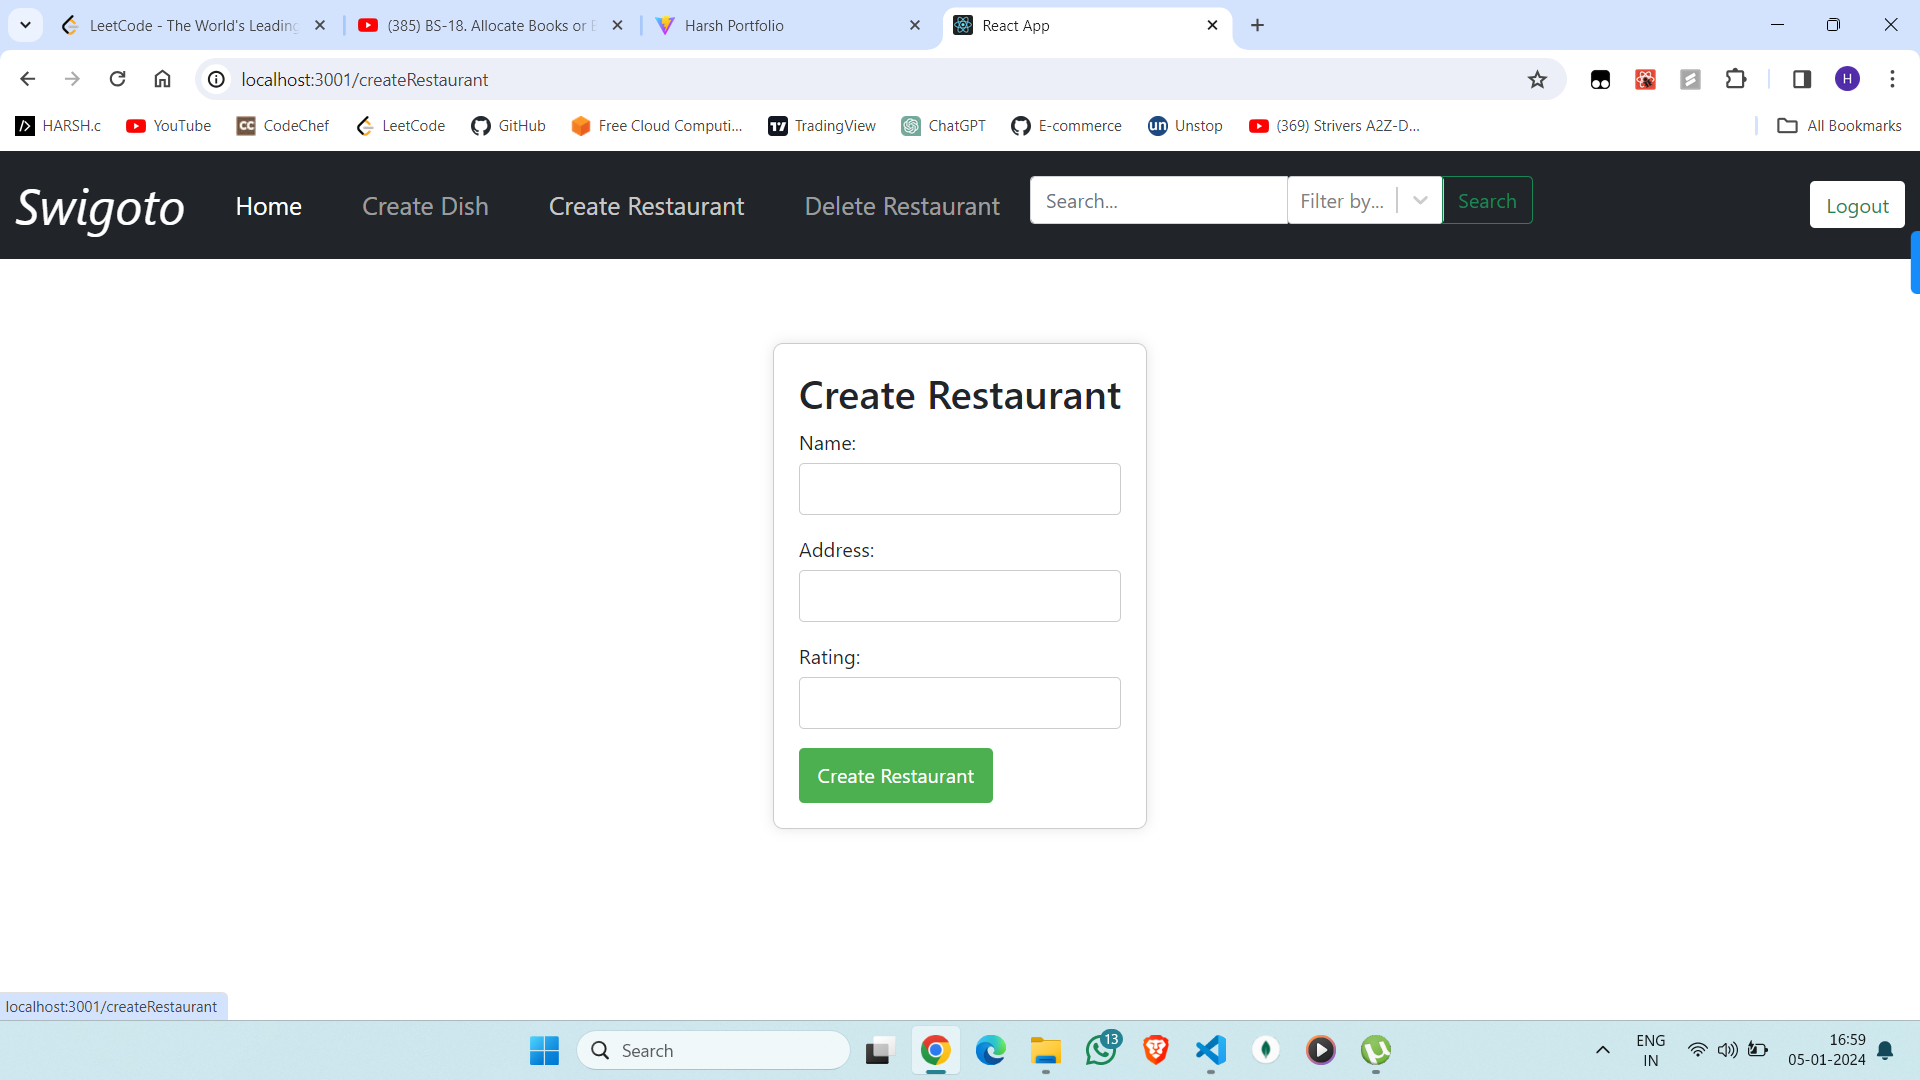 LeetCode - The World's Leading
(385) BS-18. Allocate Books or
Harsh Portfolio
React App
localhost:3001/createRestaurant
H
HARSH.c
YouTube
CC CodeChef
LeetCode
GitHub
Free Cloud Computi...
TradingView
ChatGPT
E-commerce
un Unstop
(369) Strivers A2Z-D...
All Bookmarks
Swigoto
Home
Create Dish
Create Restaurant
Delete Restaurant
Search...
Filter by...
Search
Logout
Create Restaurant
Name:
Address:
Rating:
Create Restaurant
localhost:3001/createRestaurant
Search
13
ENG
IN
16:59
05-01-2024